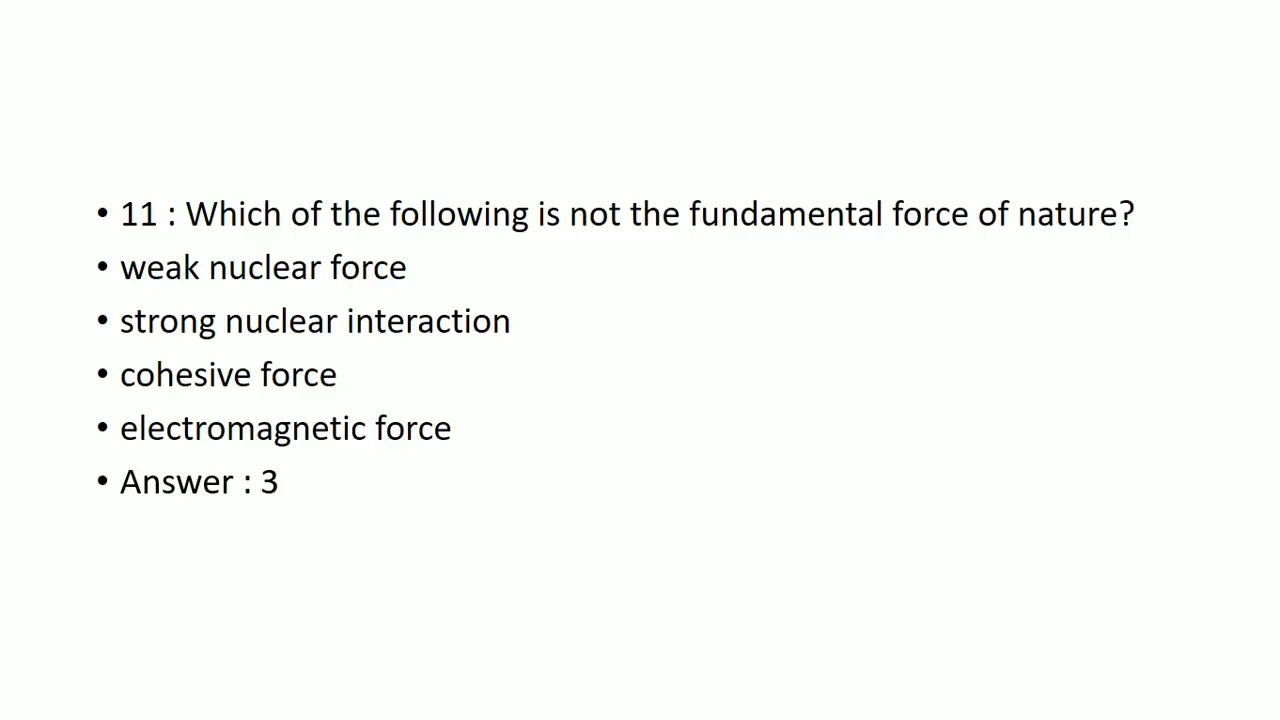 • 11 : Which of the following is not the fundamental force of nature?
• weak nuclear force
• strong nuclear interaction
• cohesive force
• electromagnetic force
• Answer : 3